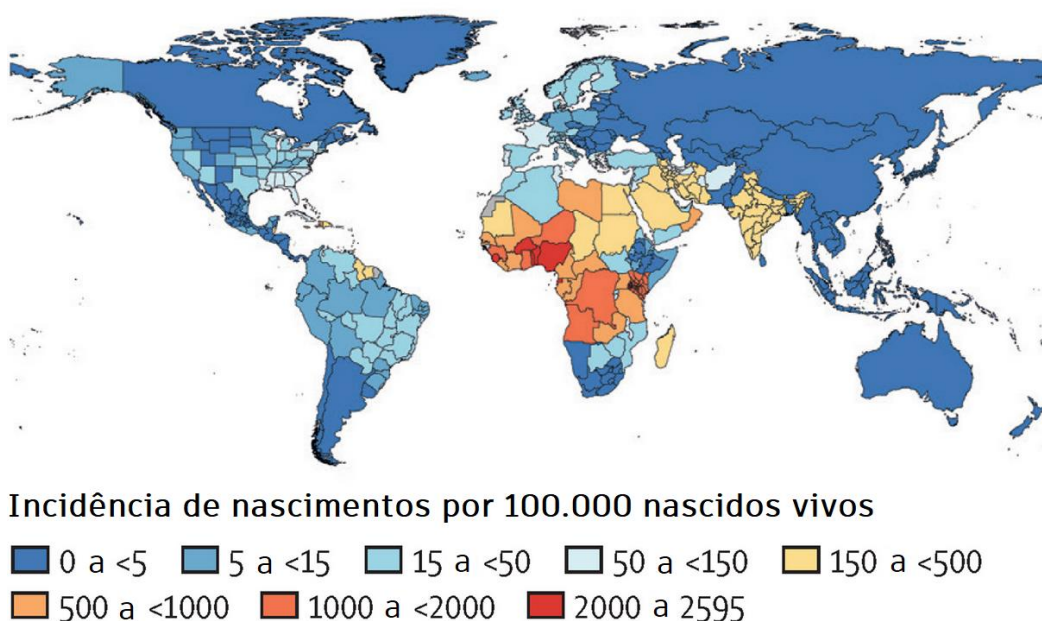 Incidência de nascimentos por 100.000 nascidos vivos
0 a <5 5 a <15 15 a <50 50 a <150 150 a <500
500 a <1000 1000 a <2000 2000 a 2595